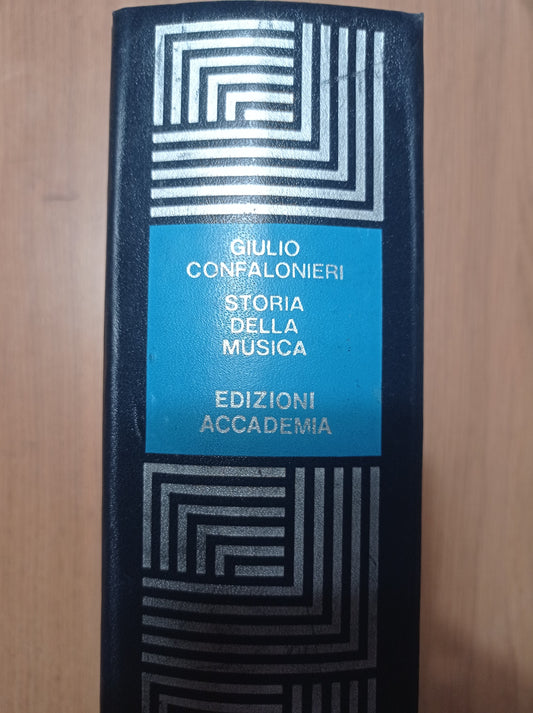 GIULIO
CONFALONIERI
STORIA
DELLA
MUSICA
EDIZIONI
ACCADEMIA